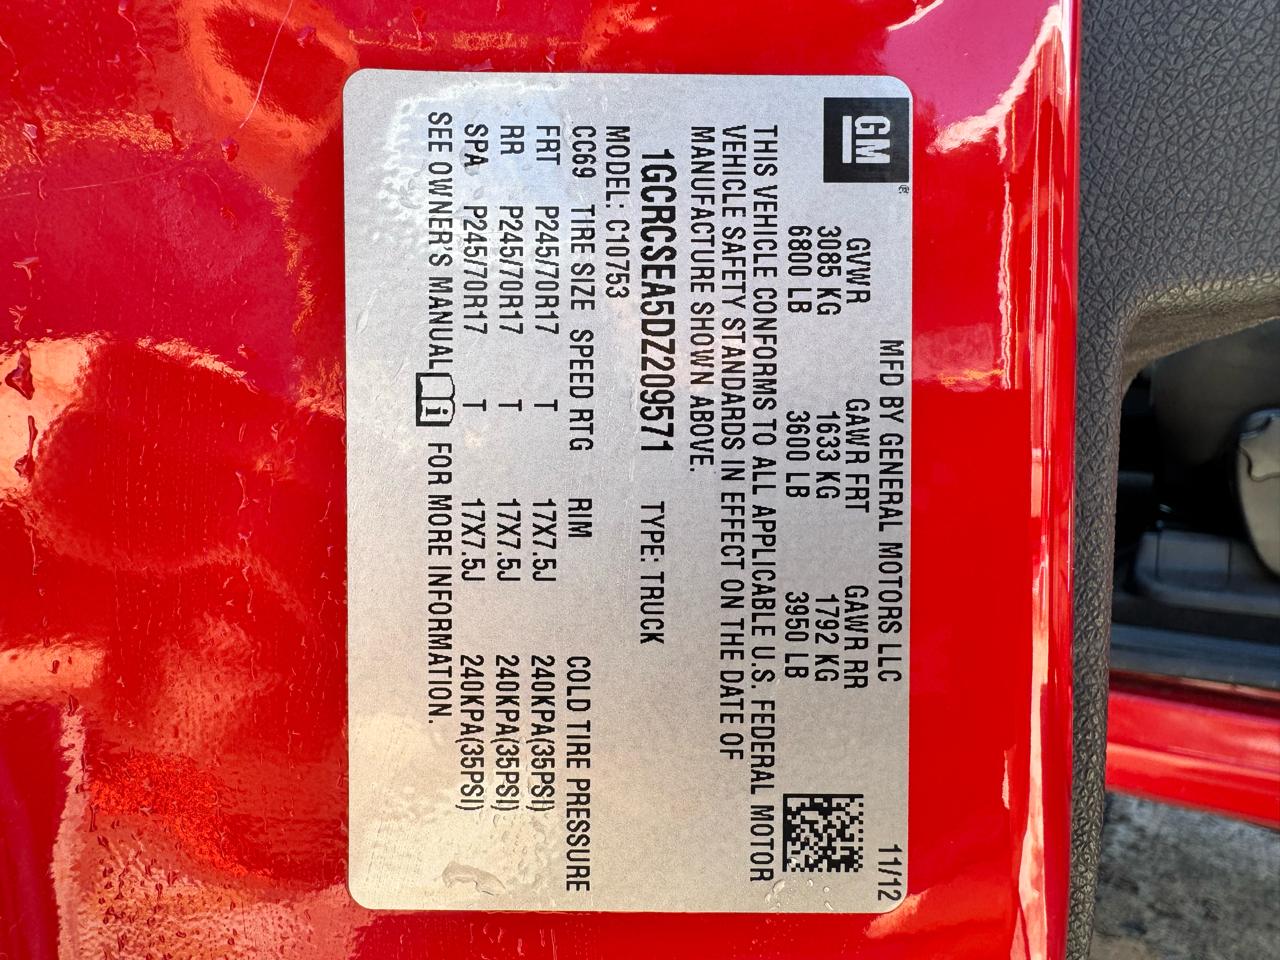 GM®
MFD BY GENERAL MOTORS LLC 11/12
GVWR GAWR FRT GAWR RR
3085 KG 1633 KG 1792 KG
6800 LB 3600 LB 3950 LB
THIS VEHICLE CONFORMS TO ALL APPLICABLE U.S. FEDERAL MOTOR
VEHICLE SAFETY STANDARDS IN EFFECT ON THE DATE OF
MANUFACTURE SHOWN ABOVE.
1GCRCSEA5DZ209571 TYPE: TRUCK
MODEL: C10753
CC69 TIRE SIZE SPEED RTG RIM COLD TIRE PRESSURE
FRT P245/70R17 T 17X7.5J 240KPA(35PSI)
RR P245/70R17 T 17X7.5J 240KPA(35PSI)
SPA P245/70R17 T 17X7.5J 240KPA(35PSI)
SEE OWNER'S MANUAL i FOR MORE INFORMATION.